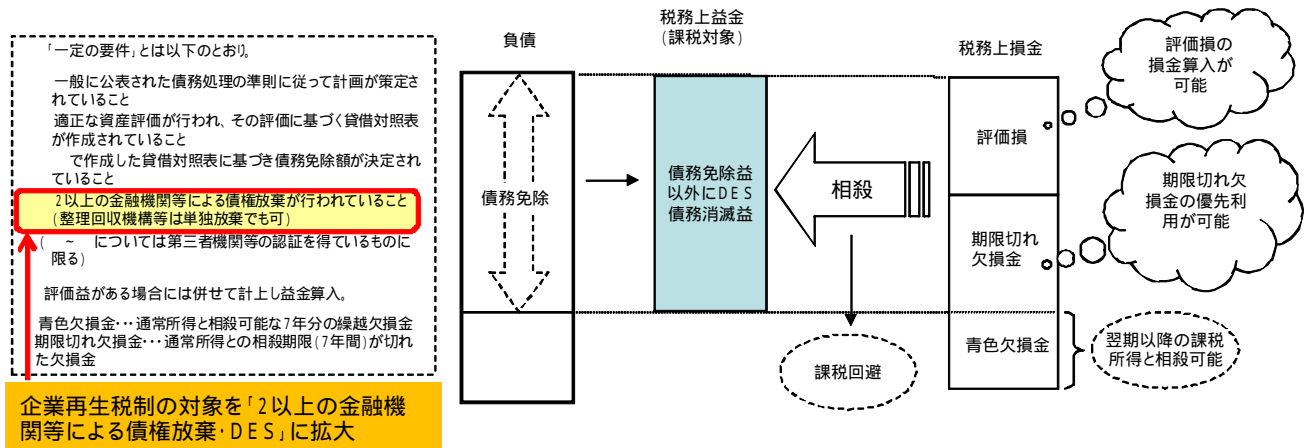 「一定の要件」とは以下のとおり。
一般に公表された債務処理の準則に従って計画が策定さ
れていること
適正な資産評価が行われ、その評価に基づく貸借対照表
が作成されていること
で作成した貸借対照表に基づき債務免除額が決定され
ていること
2以上の金融機関等による債権放棄が行われていること
(整理回収機構等は単独放棄でも可)
( ~ については第三者機関等の認証を得ているものに
限る)
評価益がある場合には併せて計上し益金算入。
青色欠損金・・・通常所得と相殺可能な7年分の繰越欠損金
期限切れ欠損金・・・通常所得との相殺期限(7年間)が切れ
た欠損金
企業再生税制の対象を「2以上の金融機
関等による債権放棄・DES」に拡大
負債
債務免除
税務上益金
(課税対象)
債務免除益
以外にDES
債務消滅益
相殺
課税回避
税務上損金
評価損
期限切れ
欠損金
青色欠損金
評価損の
損金算入が
可能
期限切れ欠
損金の優先利
用が可能
翌期以降の課税
所得と相殺可能